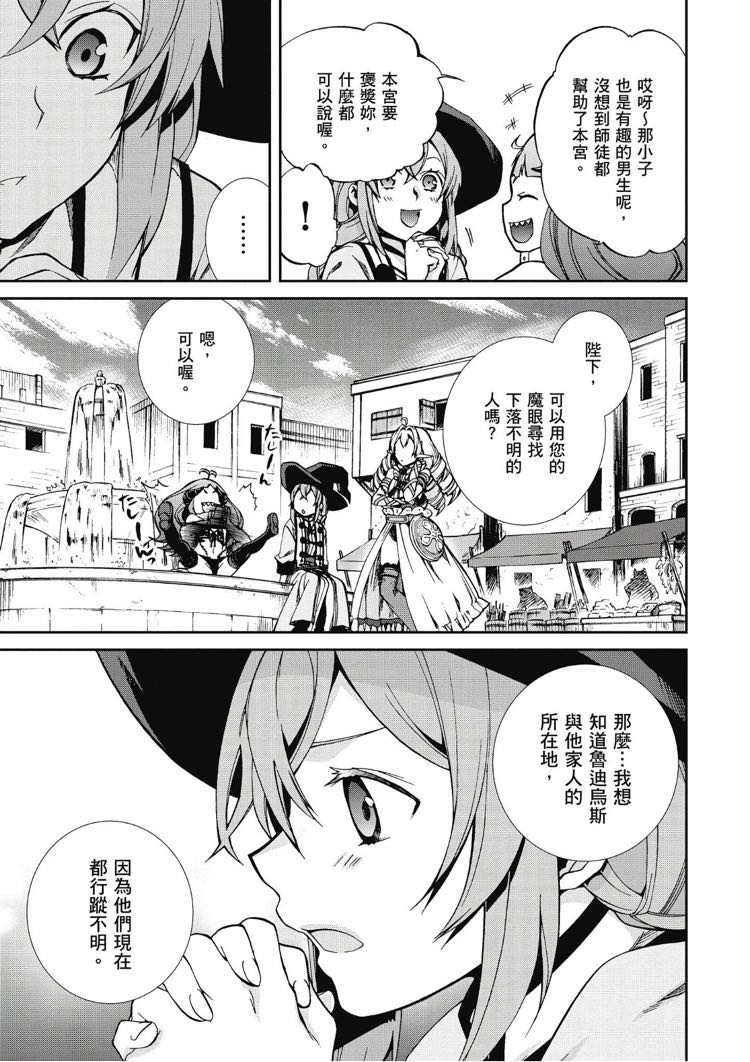 哎呀～那小子
也是有趣的男生呢，
沒想到師徒都
幫助了本宮。
本宮要
褒獎妳，
什麼都
可以說喔。
！
……
陛下，
可以用您的
魔眼尋找
下落不明的
人嗎？
嗯，
可以喔。
たしーん
たしーんっ
那麼…我想
知道魯迪烏斯
與他家人的
所在地，
因為他們現在
都行蹤不明。